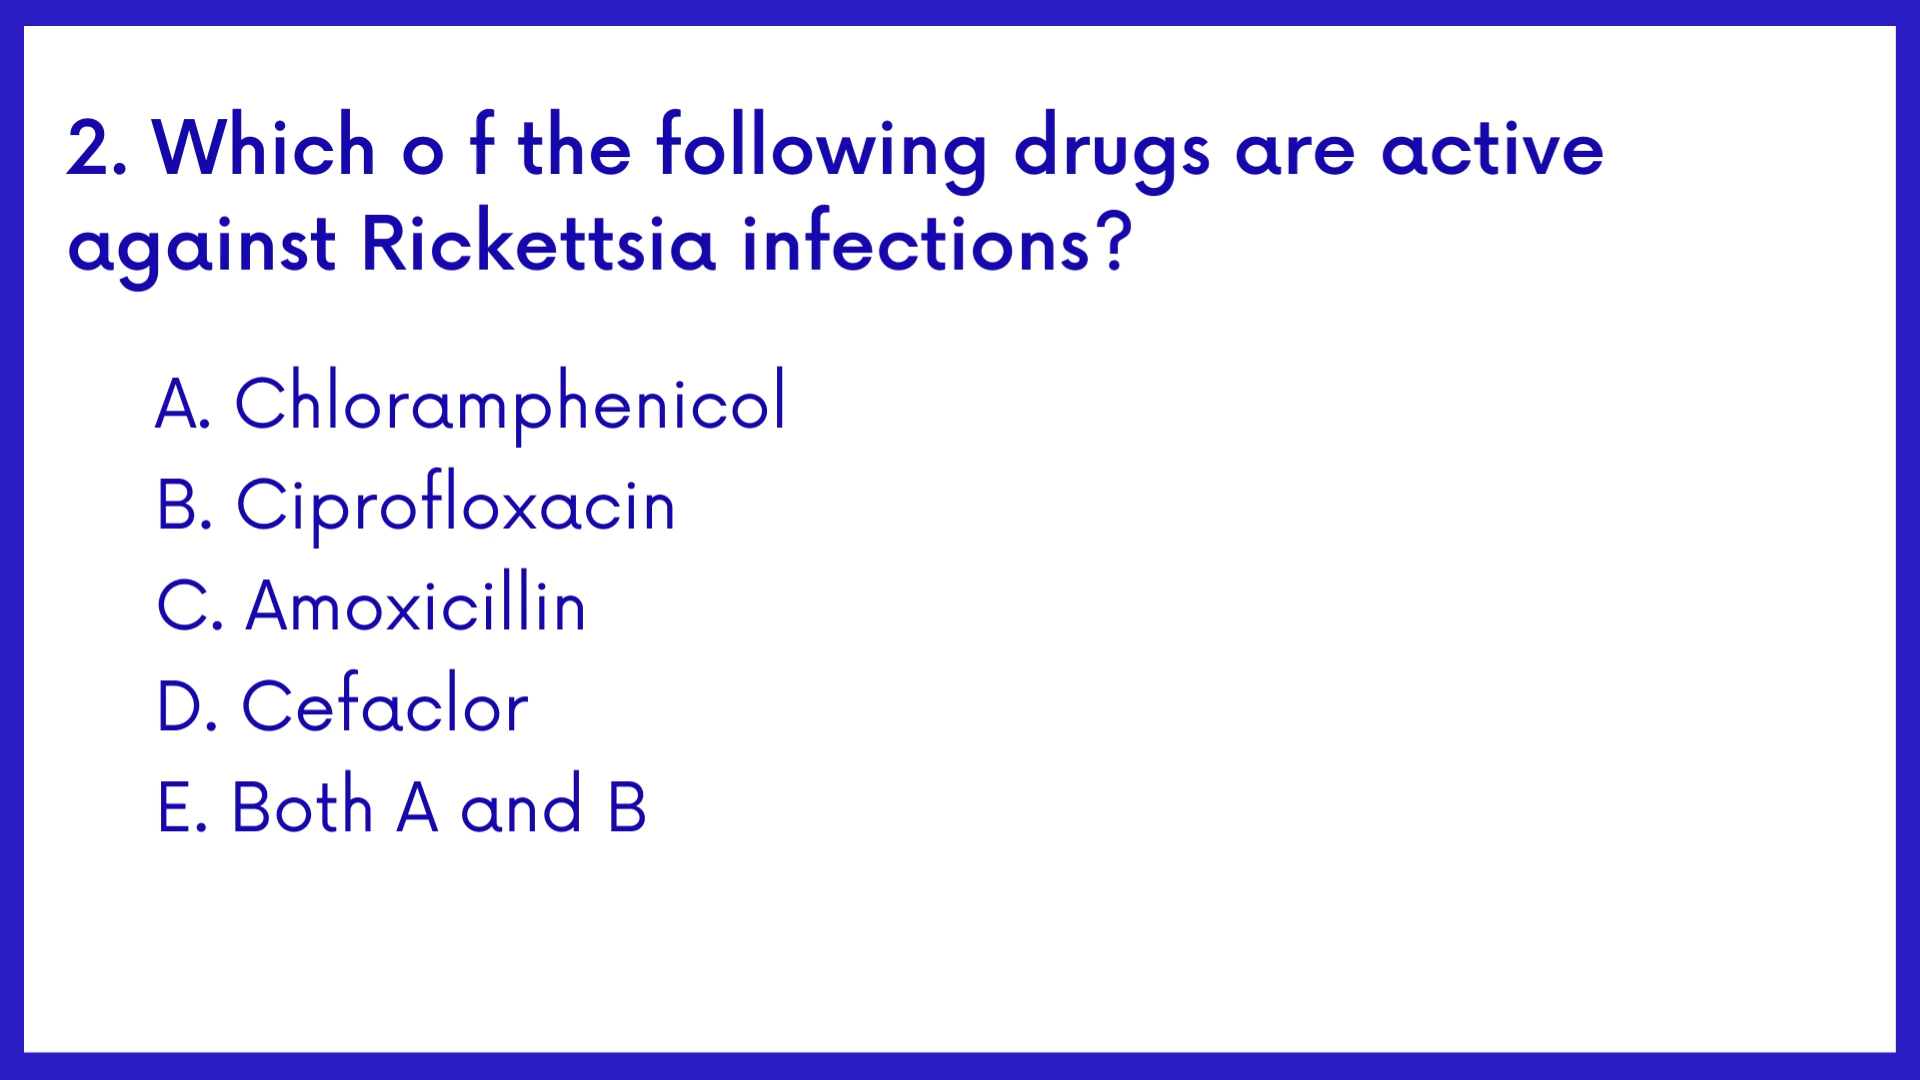 2. Which o f the following drugs are active
against Rickettsia infections?
A. Chloramphenicol
B. Ciprofloxacin
C. Amoxicillin
D. Cefaclor
E. Both A and B